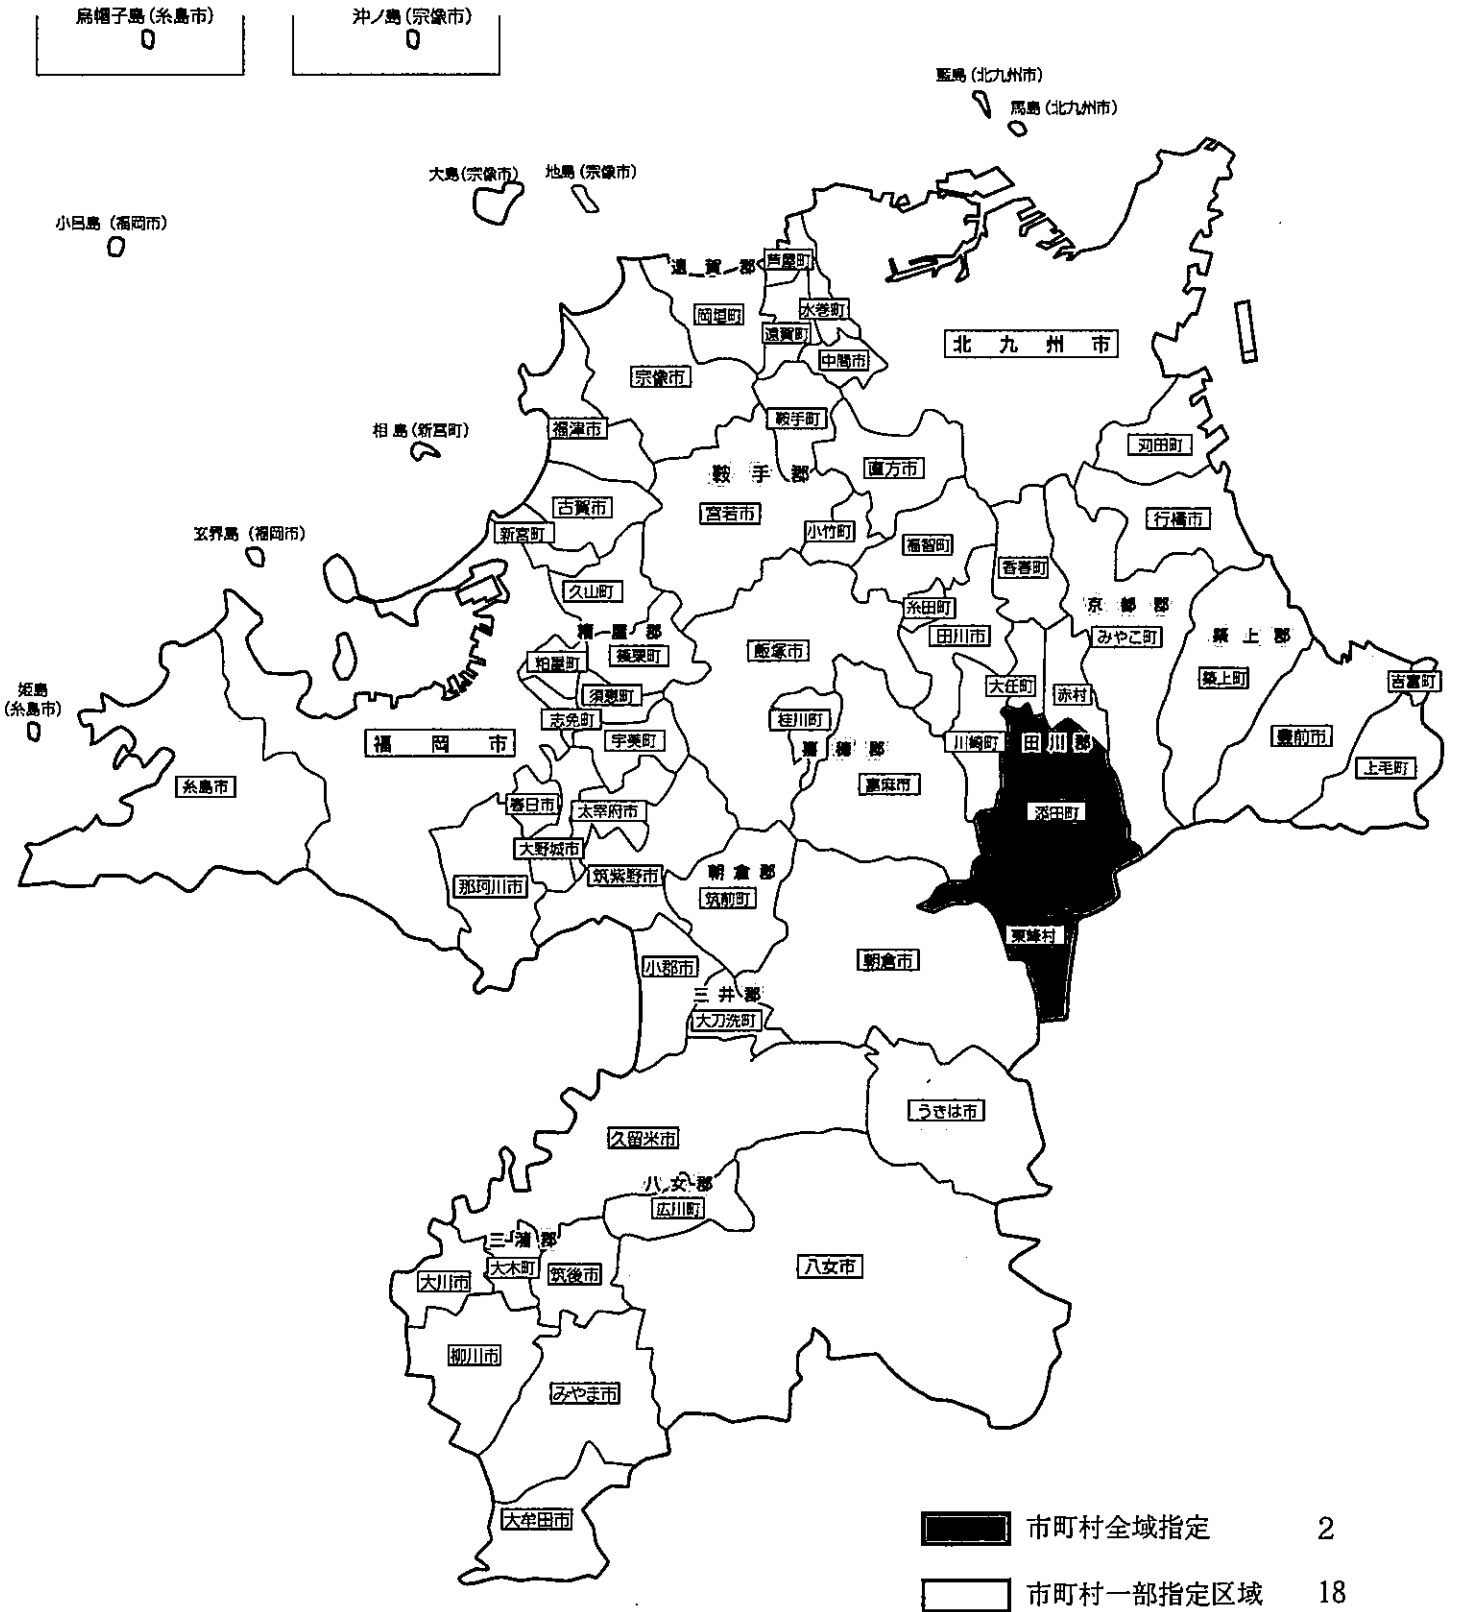 烏帽子島(糸島市)
沖ノ島(宗像市)
藍島(北九州市)
馬島(北九州市)
大島(宗像市)
地島(宗像市)
小呂島(福岡市)
遠賀郡
芦屋町
岡垣町
水巻町
遠賀町
中間市
北九州市
宗像市
鞍手町
福津市
相島(新宮町)
苅田町
直方市
鞍手郡
宮若市
古賀市
新宮町
行橋市
小竹町
福智町
玄界島(福岡市)
香春町
久山町
糸田町
京都郡
糟屋郡
田川市
みやこ町
築上郡
飯塚市
篠栗町
粕屋町
須恵町
大任町
赤村
築上町
吉富町
姫島
(糸島市)
志免町
桂川町
福岡市
宇美町
嘉穂郡
川崎町
田川郡
豊前市
上毛町
糸島市
嘉麻市
春日市
太宰府市
添田町
大野城市
筑紫野市
朝倉郡
那珂川市
筑前町
東峰村
朝倉市
小郡市
三井郡
大刀洗町
うきは市
久留米市
八女郡
広川町
三潴郡
大木町
八女市
大川市
筑後市
柳川市
みやま市
大牟田市
市町村全域指定 2
市町村一部指定区域 18